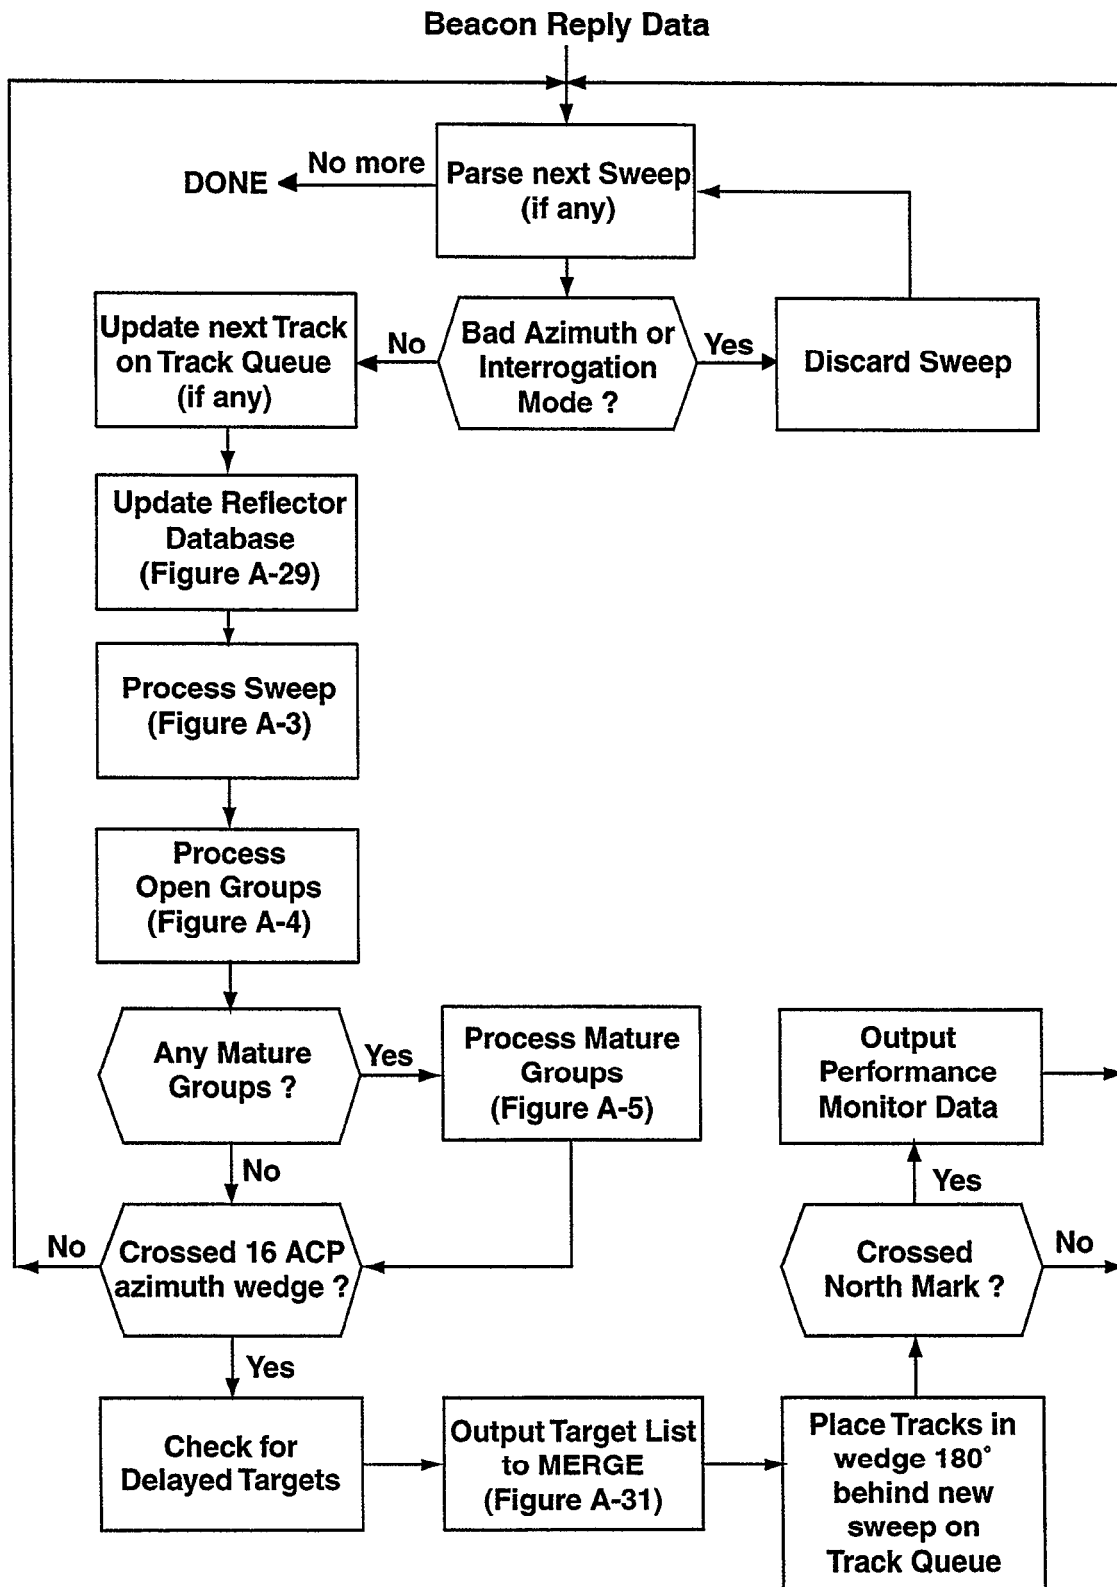 Beacon Reply Data
No more
DONE
Parse next Sweep
(if any)
Update next Track
on Track Queue
(if any)
No
Bad Azimuth or
Interrogation
Mode ?
Yes
Discard Sweep
Update Reflector
Database
(Figure A-29)
Process Sweep
(Figure A-3)
Process
Open Groups
(Figure A-4)
Any Mature
Groups ?
Yes
Process Mature
Groups
(Figure A-5)
Output
Performance
Monitor Data
No
Yes
No
Crossed 16 ACP
azimuth wedge ?
Crossed
North Mark ?
No
Yes
Check for
Delayed Targets
Output Target List
to MERGE
(Figure A-31)
Place Tracks in
wedge 180°
behind new
sweep on
Track Queue